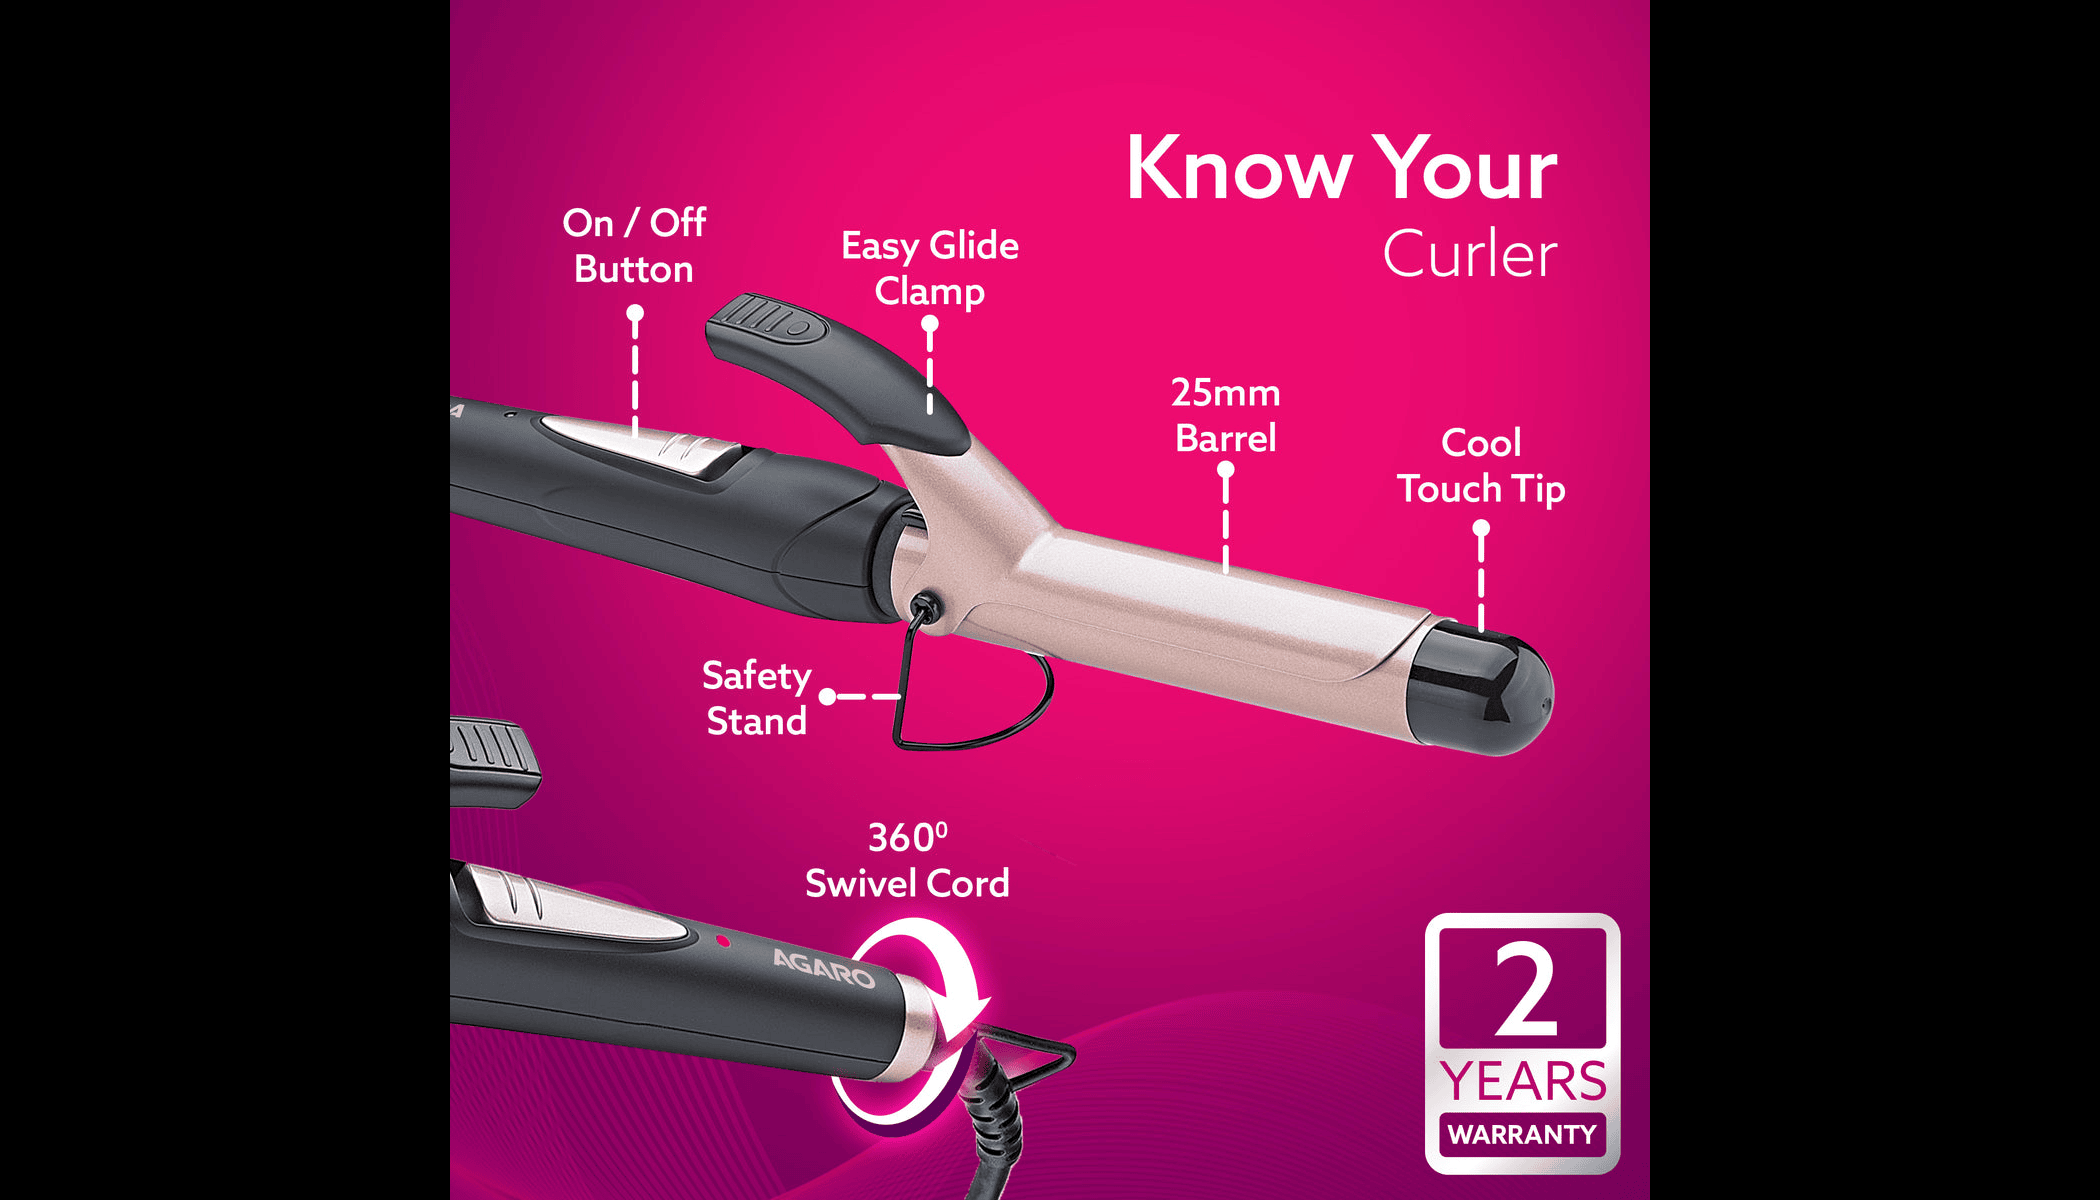 Know Your
Curler
On / Off
Button
Easy Glide
Clamp
25mm
Barrel
Cool
Touch Tip
A
Safety
Stand
360⁰
Swivel Cord
AGARO
2
YEARS
WARRANTY